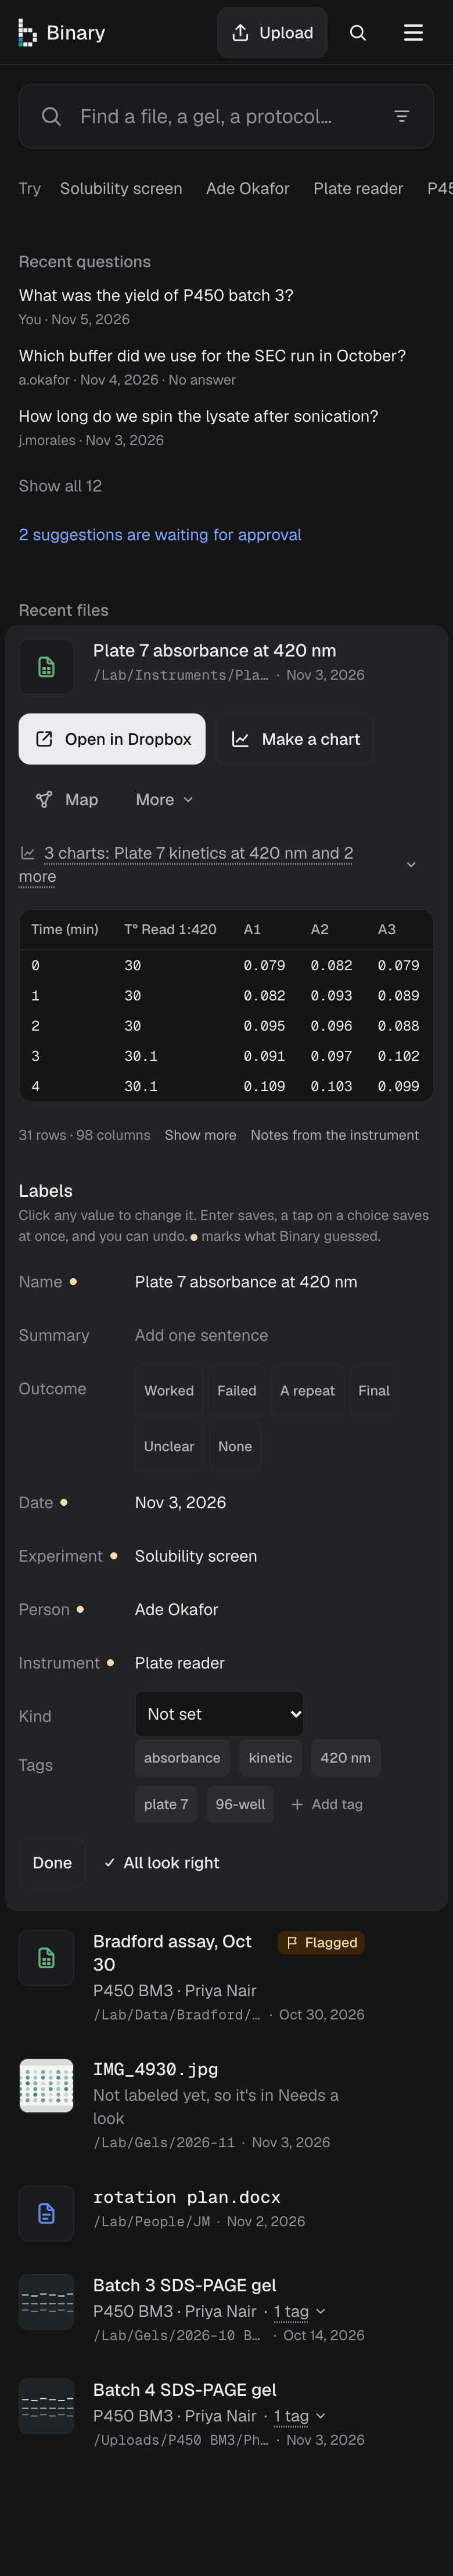 Binary
Upload
Find a file, a gel, a protocol...
Try Solubility screen Ade Okafor Plate reader P45
Recent questions
What was the yield of P450 batch 3?
You · Nov 5, 2026
Which buffer did we use for the SEC run in October?
a.okafor · Nov 4, 2026 · No answer
How long do we spin the lysate after sonication?
j.morales · Nov 3, 2026
Show all 12
2 suggestions are waiting for approval
Recent files
Plate 7 absorbance at 420 nm
/Lab/Instruments/Pla… · Nov 3, 2026
Open in Dropbox Make a chart
Map More
3 charts: Plate 7 kinetics at 420 nm and 2
more
Time (min) T° Read 1:420 A1 A2 A3
0 30 0.079 0.082 0.079
1 30 0.082 0.093 0.089
2 30 0.095 0.096 0.088
3 30.1 0.091 0.097 0.102
4 30.1 0.109 0.103 0.099
31 rows · 98 columns Show more Notes from the instrument
Labels
Click any value to change it. Enter saves, a tap on a choice saves
at once, and you can undo. ● marks what Binary guessed.
Name Plate 7 absorbance at 420 nm
Summary Add one sentence
Outcome Worked Failed A repeat Final
Unclear None
Date Nov 3, 2026
Experiment Solubility screen
Person Ade Okafor
Instrument Plate reader
Kind Not set
Tags absorbance kinetic 420 nm
plate 7 96-well + Add tag
Done ✓ All look right
Bradford assay, Oct
30
Flagged
P450 BM3 · Priya Nair
/Lab/Data/Bradford/… · Oct 30, 2026
IMG_4930.jpg
Not labeled yet, so it's in Needs a
look
/Lab/Gels/2026-11 · Nov 3, 2026
rotation plan.docx
/Lab/People/JM · Nov 2, 2026
Batch 3 SDS-PAGE gel
P450 BM3 · Priya Nair · 1 tag
/Lab/Gels/2026-10 B… · Oct 14, 2026
Batch 4 SDS-PAGE gel
P450 BM3 · Priya Nair · 1 tag
/Uploads/P450 BM3/Ph… · Nov 3, 2026